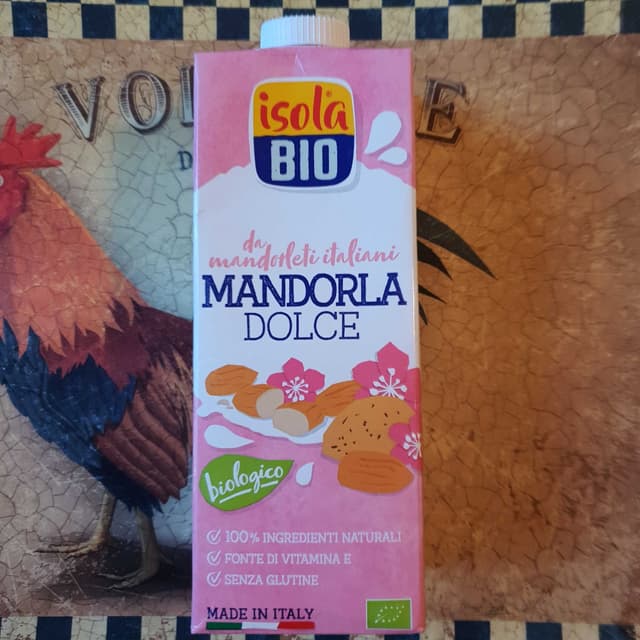 isola
BIO
da
mandorleti italiani
MANDORLA
DOLCE
biologico
100% INGREDIENTI NATURALI
FONTE DI VITAMINA E
SENZA GLUTINE
MADE IN ITALY